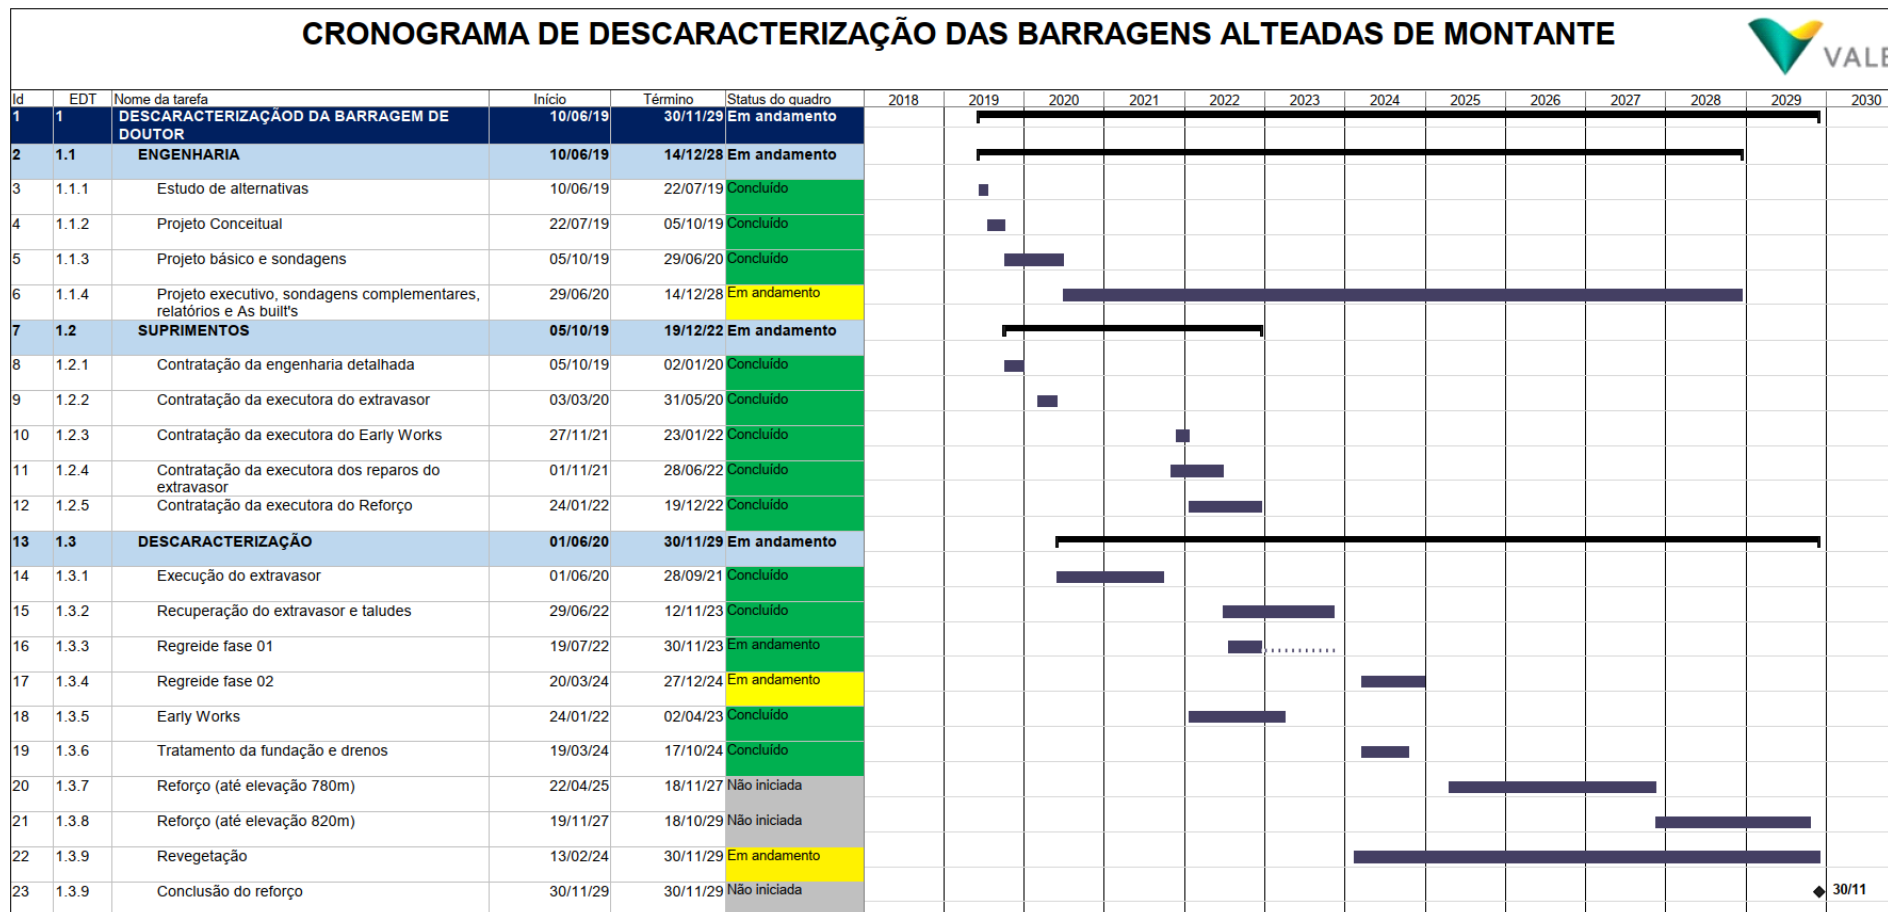 CRONOGRAMA DE DESCARACTERIZAÇÃO DAS BARRAGENS ALTEADAS DE MONTANTE
VALE
Id EDT Nome da tarefa Início Término Status do quadro 2018 2019 2020 2021 2022 2023 2024 2025 2026 2027 2028 2029 2030
1 1 DESCARACTERIZAÇÃOD DA BARRAGEM DE 10/06/19 30/11/29 Em andamento
DOUTOR
2 1.1 ENGENHARIA 10/06/19 14/12/28 Em andamento
3 1.1.1 Estudo de alternativas 10/06/19 22/07/19 Concluído
4 1.1.2 Projeto Conceitual 22/07/19 05/10/19 Concluído
5 1.1.3 Projeto básico e sondagens 05/10/19 29/06/20 Concluído
6 1.1.4 Projeto executivo, sondagens complementares, 29/06/20 14/12/28 Em andamento
relatórios e As built's
7 1.2 SUPRIMENTOS 05/10/19 19/12/22 Em andamento
8 1.2.1 Contratação da engenharia detalhada 05/10/19 02/01/20 Concluído
9 1.2.2 Contratação da executora do extravasor 03/03/20 31/05/20 Concluído
10 1.2.3 Contratação da executora do Early Works 27/11/21 23/01/22 Concluído
11 1.2.4 Contratação da executora dos reparos do 01/11/21 28/06/22 Concluído
extravasor
12 1.2.5 Contratação da executora do Reforço 24/01/22 19/12/22 Concluído
13 1.3 DESCARACTERIZAÇÃO 01/06/20 30/11/29 Em andamento
14 1.3.1 Execução do extravasor 01/06/20 28/09/21 Concluído
15 1.3.2 Recuperação do extravasor e taludes 29/06/22 12/11/23 Concluído
16 1.3.3 Regreide fase 01 19/07/22 30/11/23 Em andamento
17 1.3.4 Regreide fase 02 20/03/24 27/12/24 Em andamento
18 1.3.5 Early Works 24/01/22 02/04/23 Concluído
19 1.3.6 Tratamento da fundação e drenos 19/03/24 17/10/24 Concluído
20 1.3.7 Reforço (até elevação 780m) 22/04/25 18/11/27 Não iniciada
21 1.3.8 Reforço (até elevação 820m) 19/11/27 18/10/29 Não iniciada
22 1.3.9 Revegetação 13/02/24 30/11/29 Em andamento
23 1.3.9 Conclusão do reforço 30/11/29 30/11/29 Não iniciada 30/11